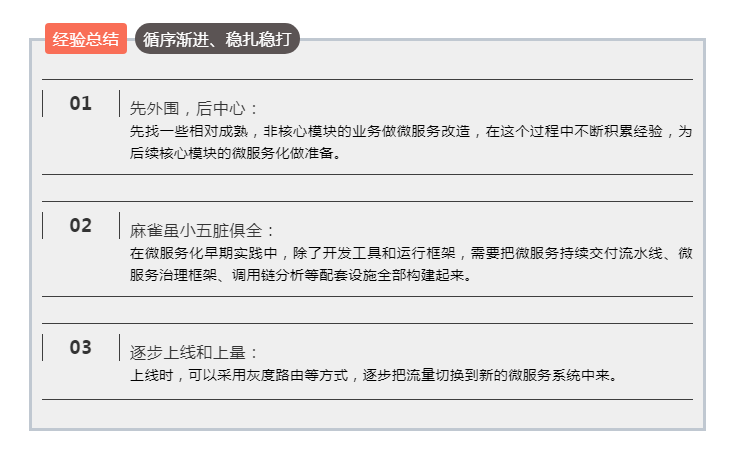 经验总结 循序渐进、稳扎稳打
01 先外围，后中心：
先找一些相对成熟，非核心模块的业务做微服务改造，在这个过程中不断积累经验，为
后续核心模块的微服务化做准备。
02 麻雀虽小五脏俱全：
在微服务化早期实践中，除了开发工具和运行框架，需要把微服务持续交付流水线、微
服务治理框架、调用链分析等配套设施全部构建起来。
03 逐步上线和上量：
上线时，可以采用灰度路由等方式，逐步把流量切换到新的微服务系统中来。